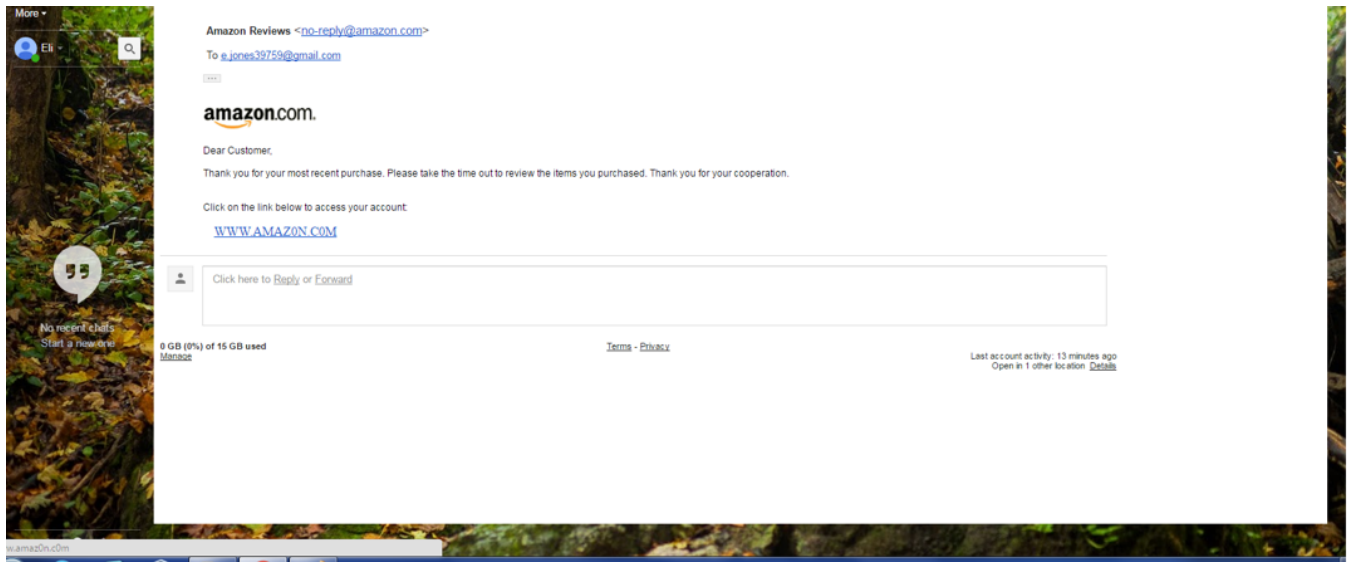 More
Eli
Amazon Reviews <no-reply@amazon.com>
To e.jones39759@gmail.com
amazon.com.
Dear Customer,
Thank you for your most recent purchase. Please take the time out to review the items you purchased. Thank you for your cooperation.
Click on the link below to access your account:
WWW.AMAZ0N.C0M
Click here to Reply or Forward
No recent chats
Start a new one
0 GB (0%) of 15 GB used
Manage
Terms - Privacy
Last account activity: 13 minutes ago
Open in 1 other location Details
w.amaz0n.c0m